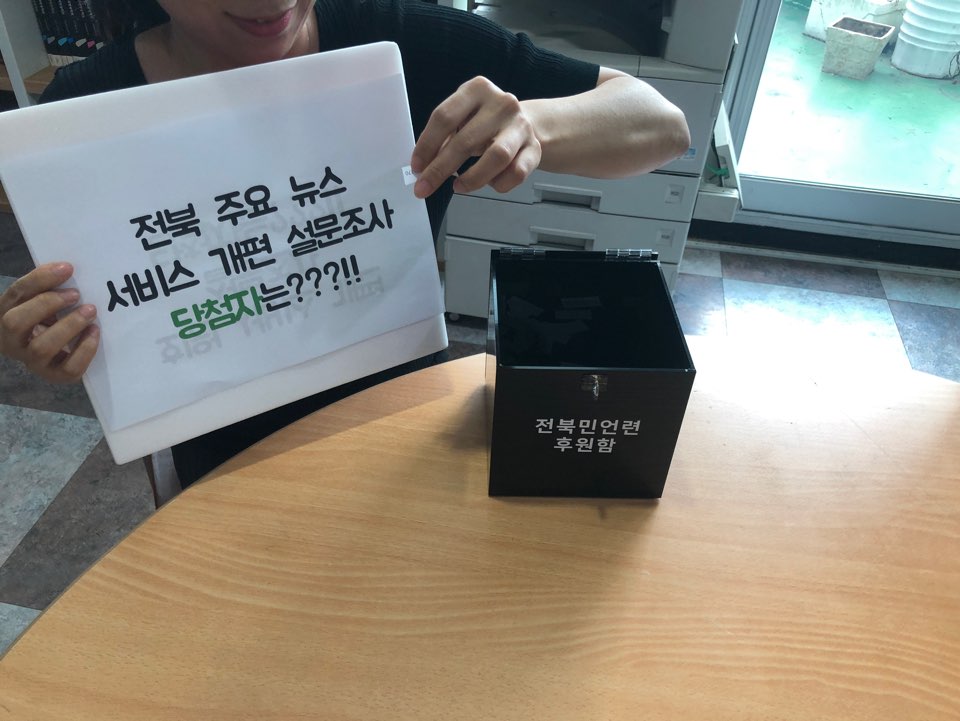 전북 주요 뉴스
서비스 개편 설문조사
당첨자는???!!
전북민언련
후원함